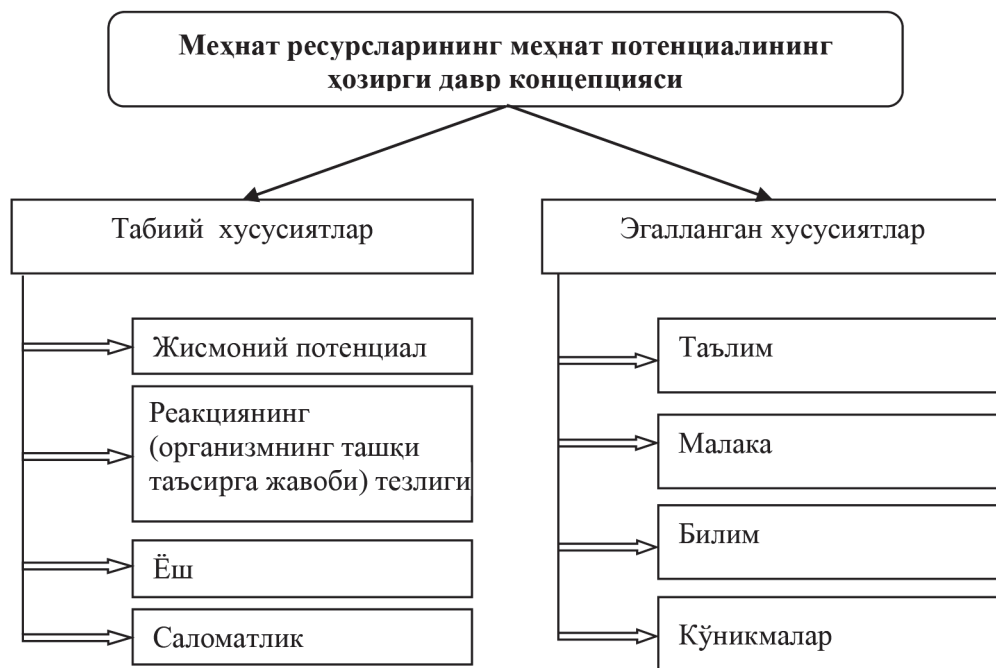 Меҳнат ресурсларининг меҳнат потенциалининг
ҳозирги давр концепцияси
Табиий хусусиятлар
Жисмоний потенциал
Реакциянинг
(организмнинг ташқи
таъсирга жавоби) тезлиги
Ёш
Саломатлик
Эгалланган хусусиятлар
Таълим
Малака
Билим
Кўникмалар